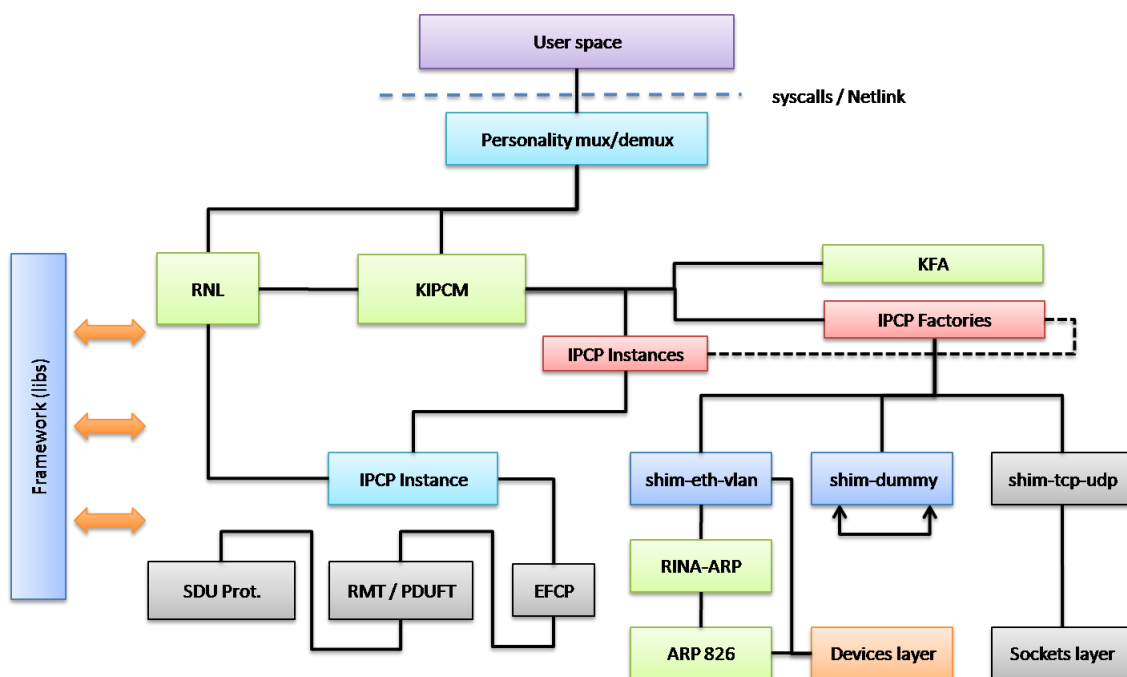 User space
syscalls / Netlink
Personality mux/demux
RNL
KIPCM
KFA
IPCP Factories
IPCP Instances
Framework (libs)
IPCP Instance
shim-eth-vlan
shim-dummy
shim-tcp-udp
SDU Prot.
RMT / PDUFT
EFCP
RINA-ARP
ARP 826
Devices layer
Sockets layer